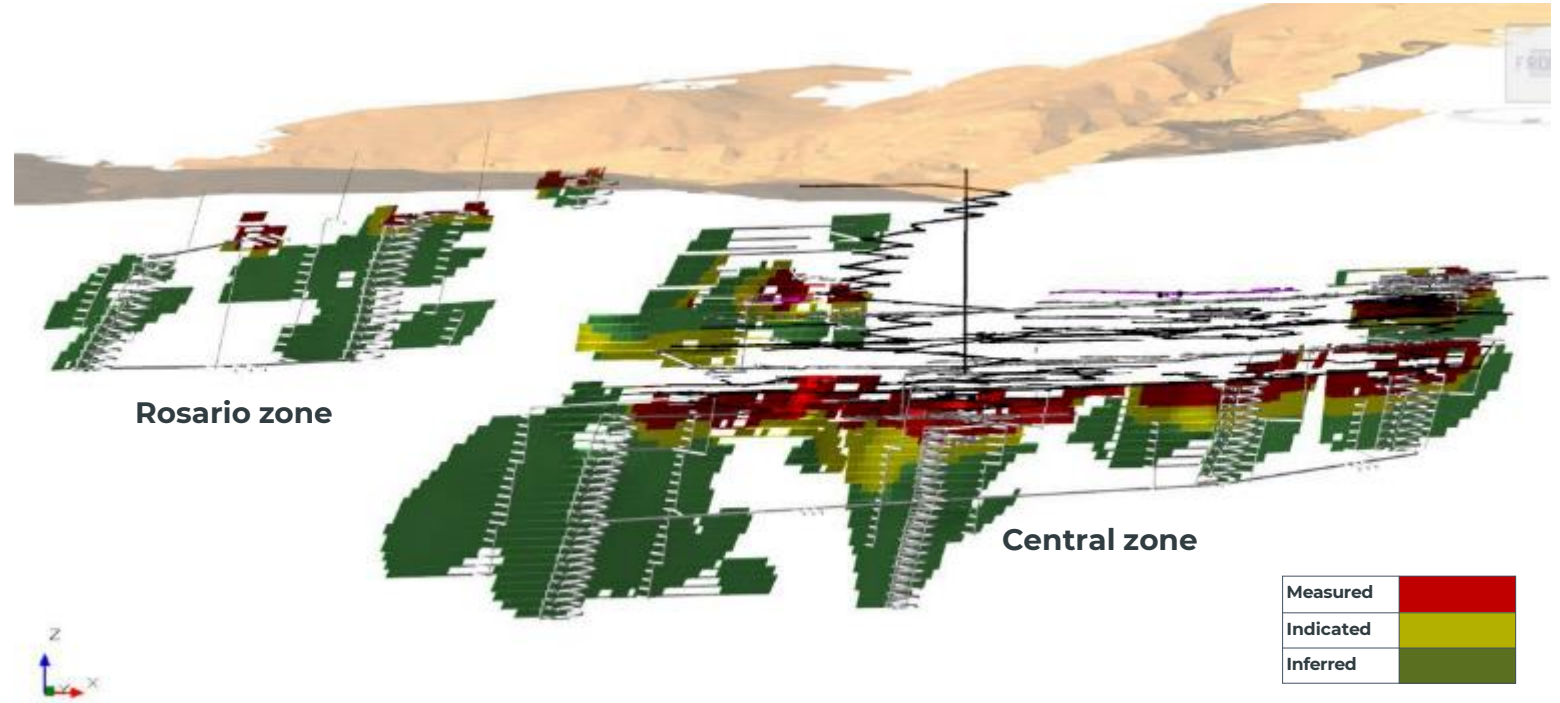 Rosario zone
Central zone
Measured
Indicated
Inferred
Z
X